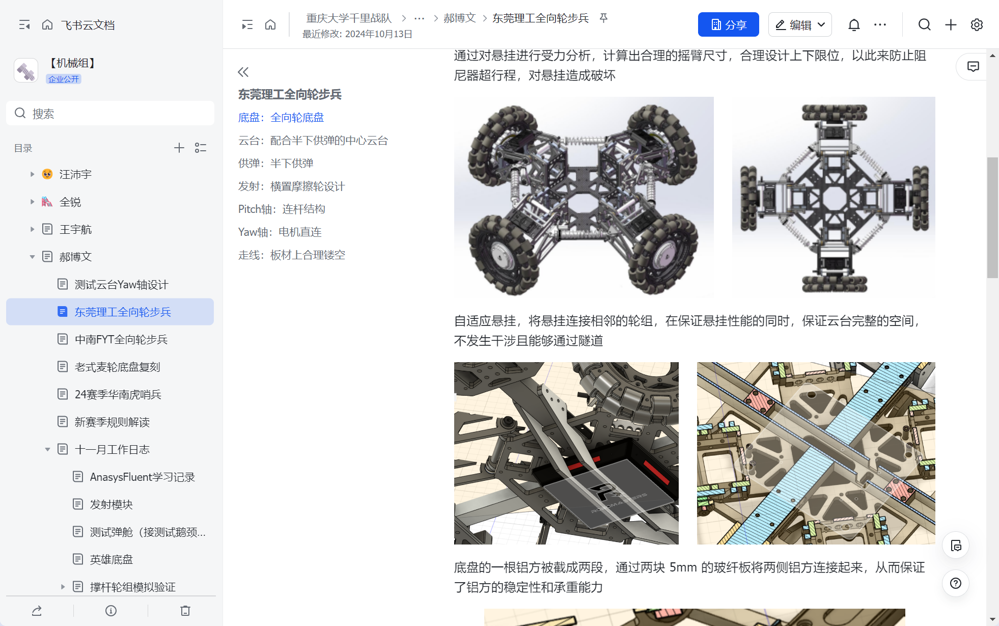 飞书云文档
【机械组】
企业公开
搜索
目录
汪沛宇
全锐
王宇航
郝博文
测试云台Yaw轴设计
东莞理工全向轮步兵
中南FYT全向轮步兵
老式麦轮底盘复刻
24赛季华南虎哨兵
新赛季规则解读
十一月工作日志
AnasysFluent学习记录
发射模块
测试弹舱（接测试鹅颈...
英雄底盘
撑杆轮组模拟验证
重庆大学千里战队 > ... > 郝博文 > 东莞理工全向轮步兵
最近修改: 2024年10月13日
分享
编辑
东莞理工全向轮步兵
底盘：全向轮底盘
云台：配合半下供弹的中心云台
供弹：半下供弹
发射：横置摩擦轮设计
Pitch轴：连杆结构
Yaw轴：电机直连
走线：板材上合理镂空
通过对悬挂进行受力分析，计算出合理的摇臂尺寸，合理设计上下限位，以此来防止阻
尼器超行程，对悬挂造成破坏
自适应悬挂，将悬挂连接相邻的轮组，在保证悬挂性能的同时，保证云台完整的空间，
不发生干涉且能够通过隧道
ROBOMASTERS
底盘的一根铝方被截成两段，通过两块 5mm 的玻纤板将两侧铝方连接起来，从而保证
了铝方的稳定性和承重能力